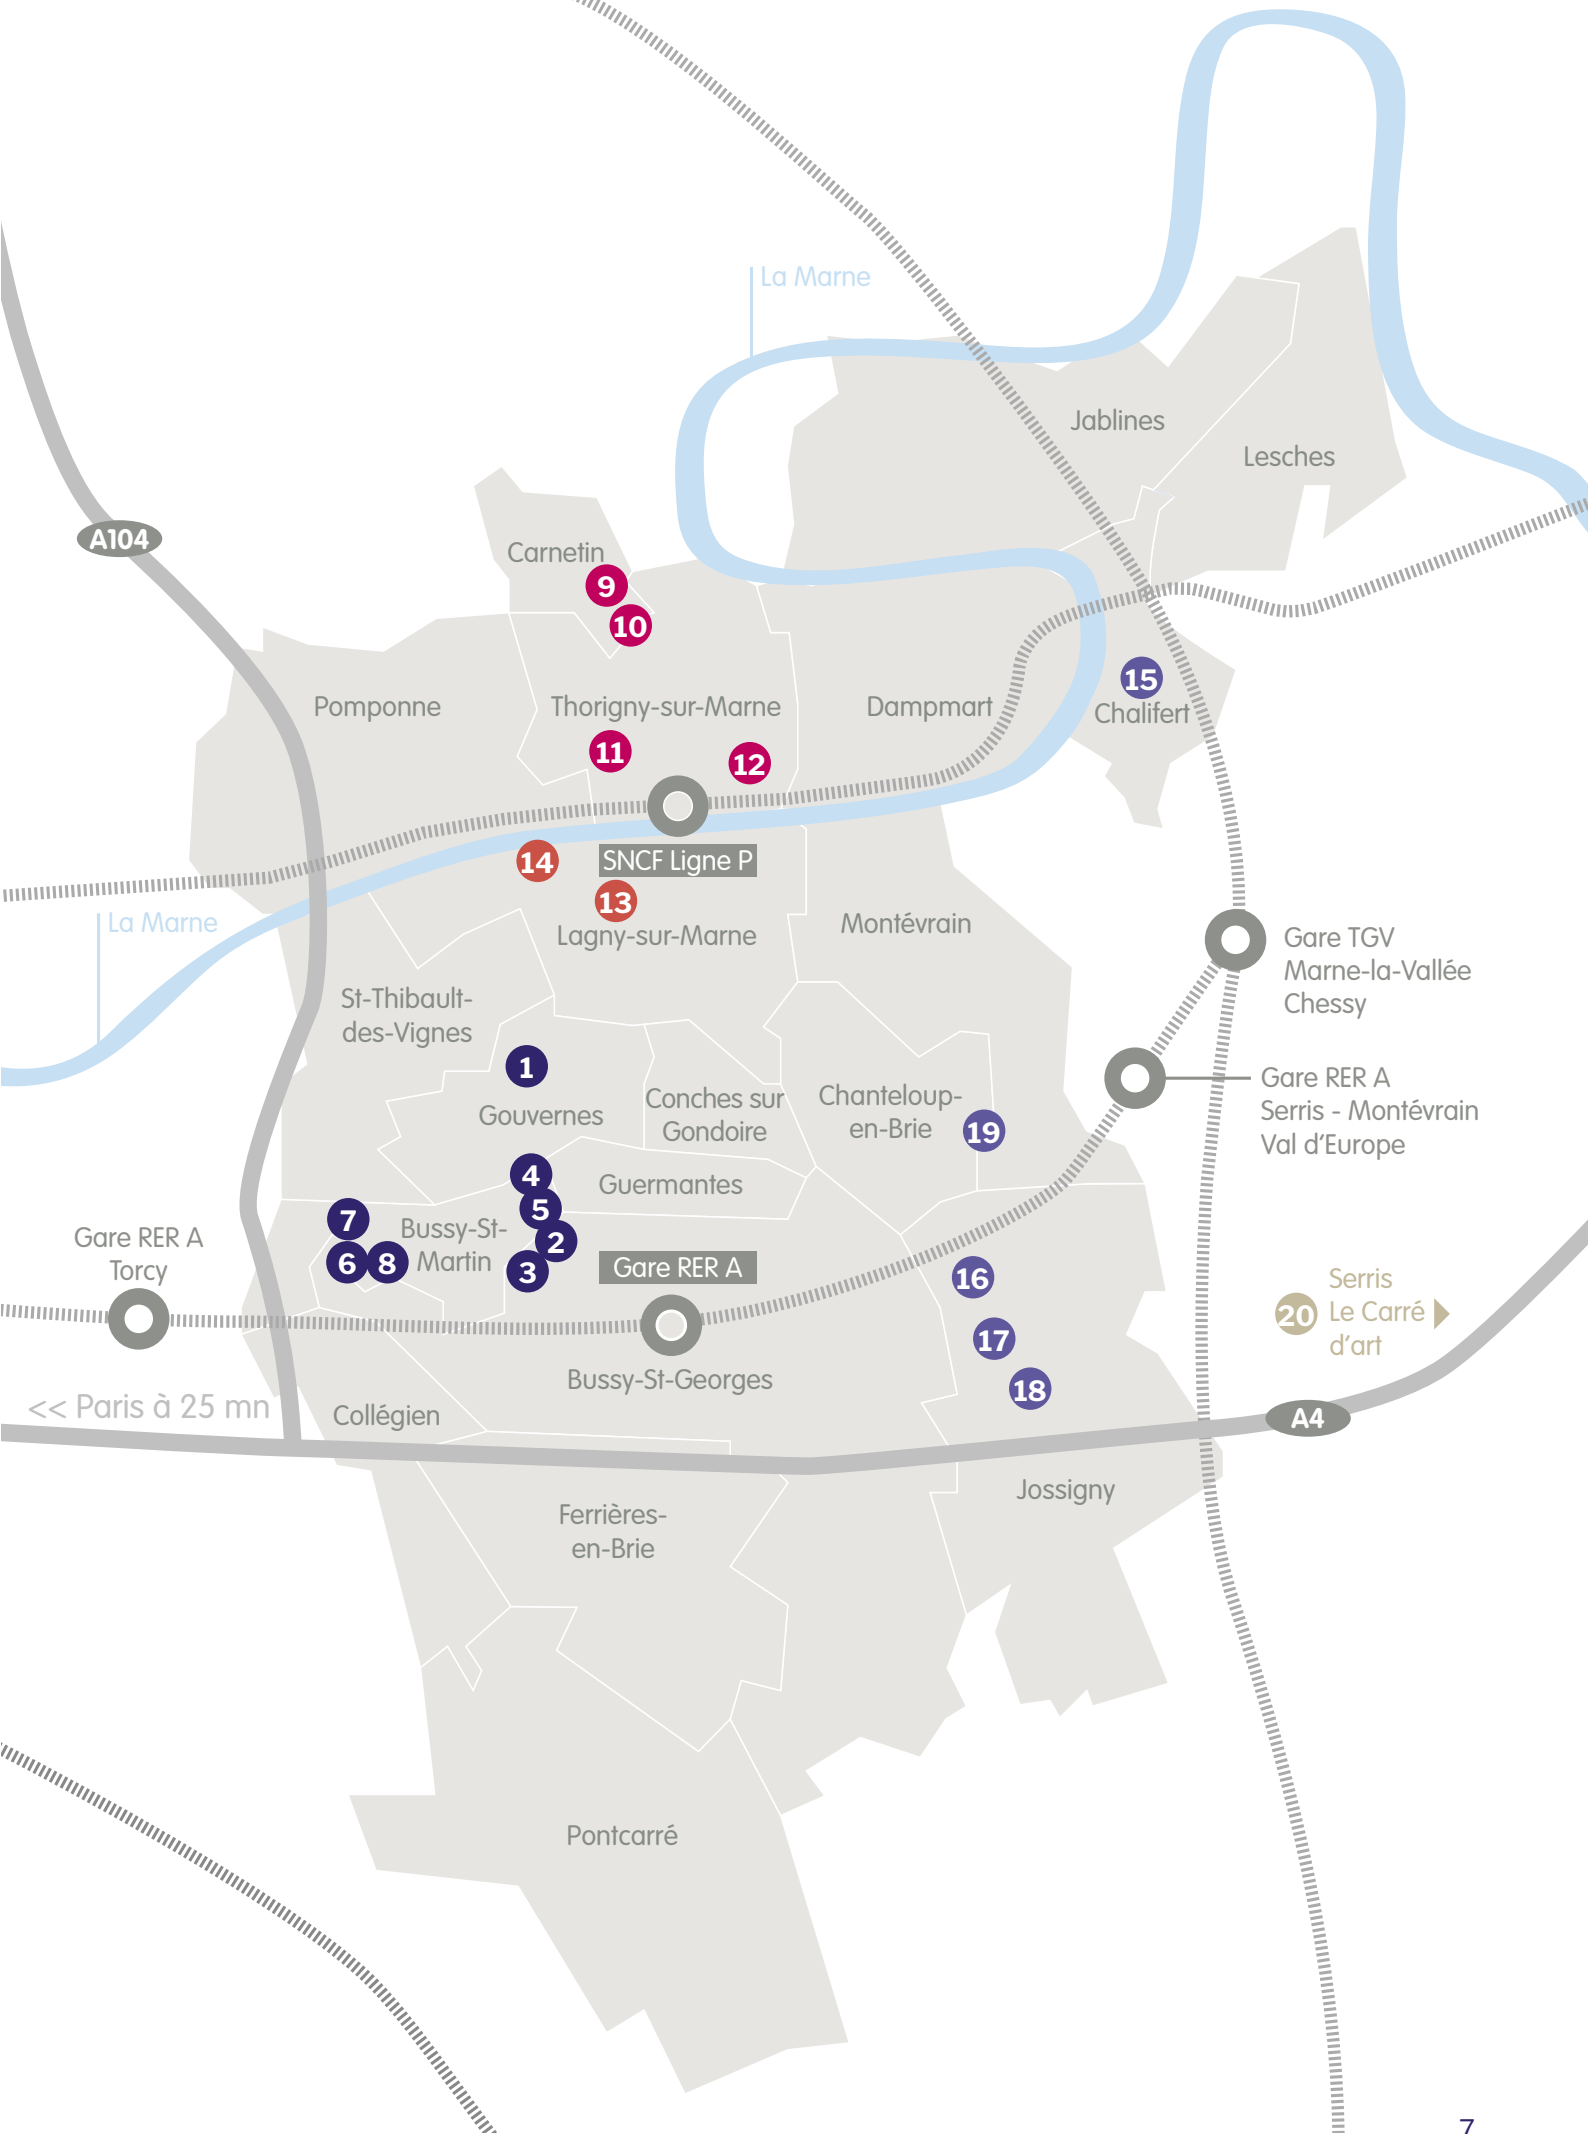 La Marne
Jablines
Lesches
A104
Carnetin
9
10
Pomponne
Thorigny-sur-Marne
Dampmart
15
Chalifert
11
12
14
SNCF Ligne P
13
Lagny-sur-Marne
La Marne
Montévrain
Gare TGV
Marne-la-Vallée
Chessy
St-Thibault-
des-Vignes
1
Gouvernes
Conches sur
Gondoire
Chanteloup-
en-Brie
19
Gare RER A
Serris - Montévrain
Val d'Europe
4
Guermantes
5
7
Bussy-St-
Martin
2
6
8
3
Gare RER A
Torcy
Gare RER A
16
Serris
Le Carré
d'art
20
17
Bussy-St-Georges
18
<< Paris à 25 mn
Collégien
A4
Jossigny
Ferrières-
en-Brie
Pontcarré
7